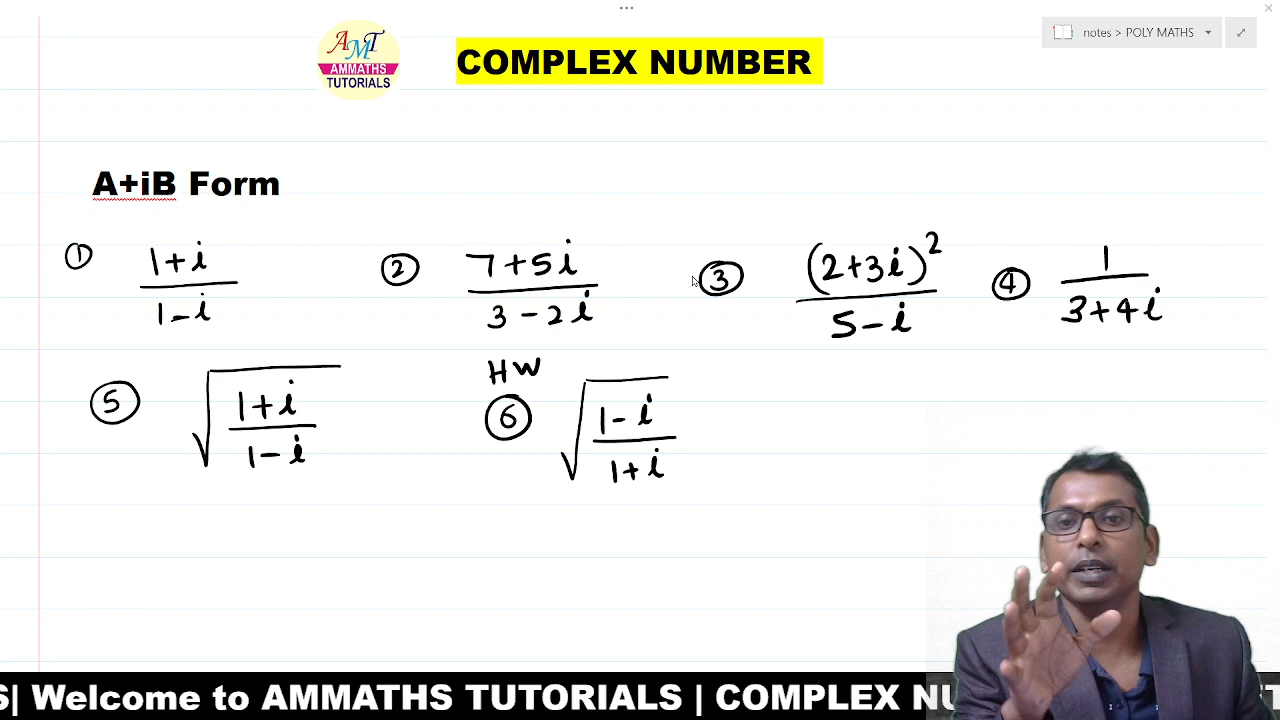 ...
notes > POLY MATHS
AMT
AMMATHS
TUTORIALS
COMPLEX NUMBER
A+iB Form
① (1+i)/(1-i)
② (7+5i)/(3-2i)
③ (2+3i)²/(5-i)
④ 1/(3+4i)
⑤ √((1+i)/(1-i))
HW
⑥ √((1-i)/(1+i))
S| Welcome to AMMATHS TUTORIALS | COMPLEX NU